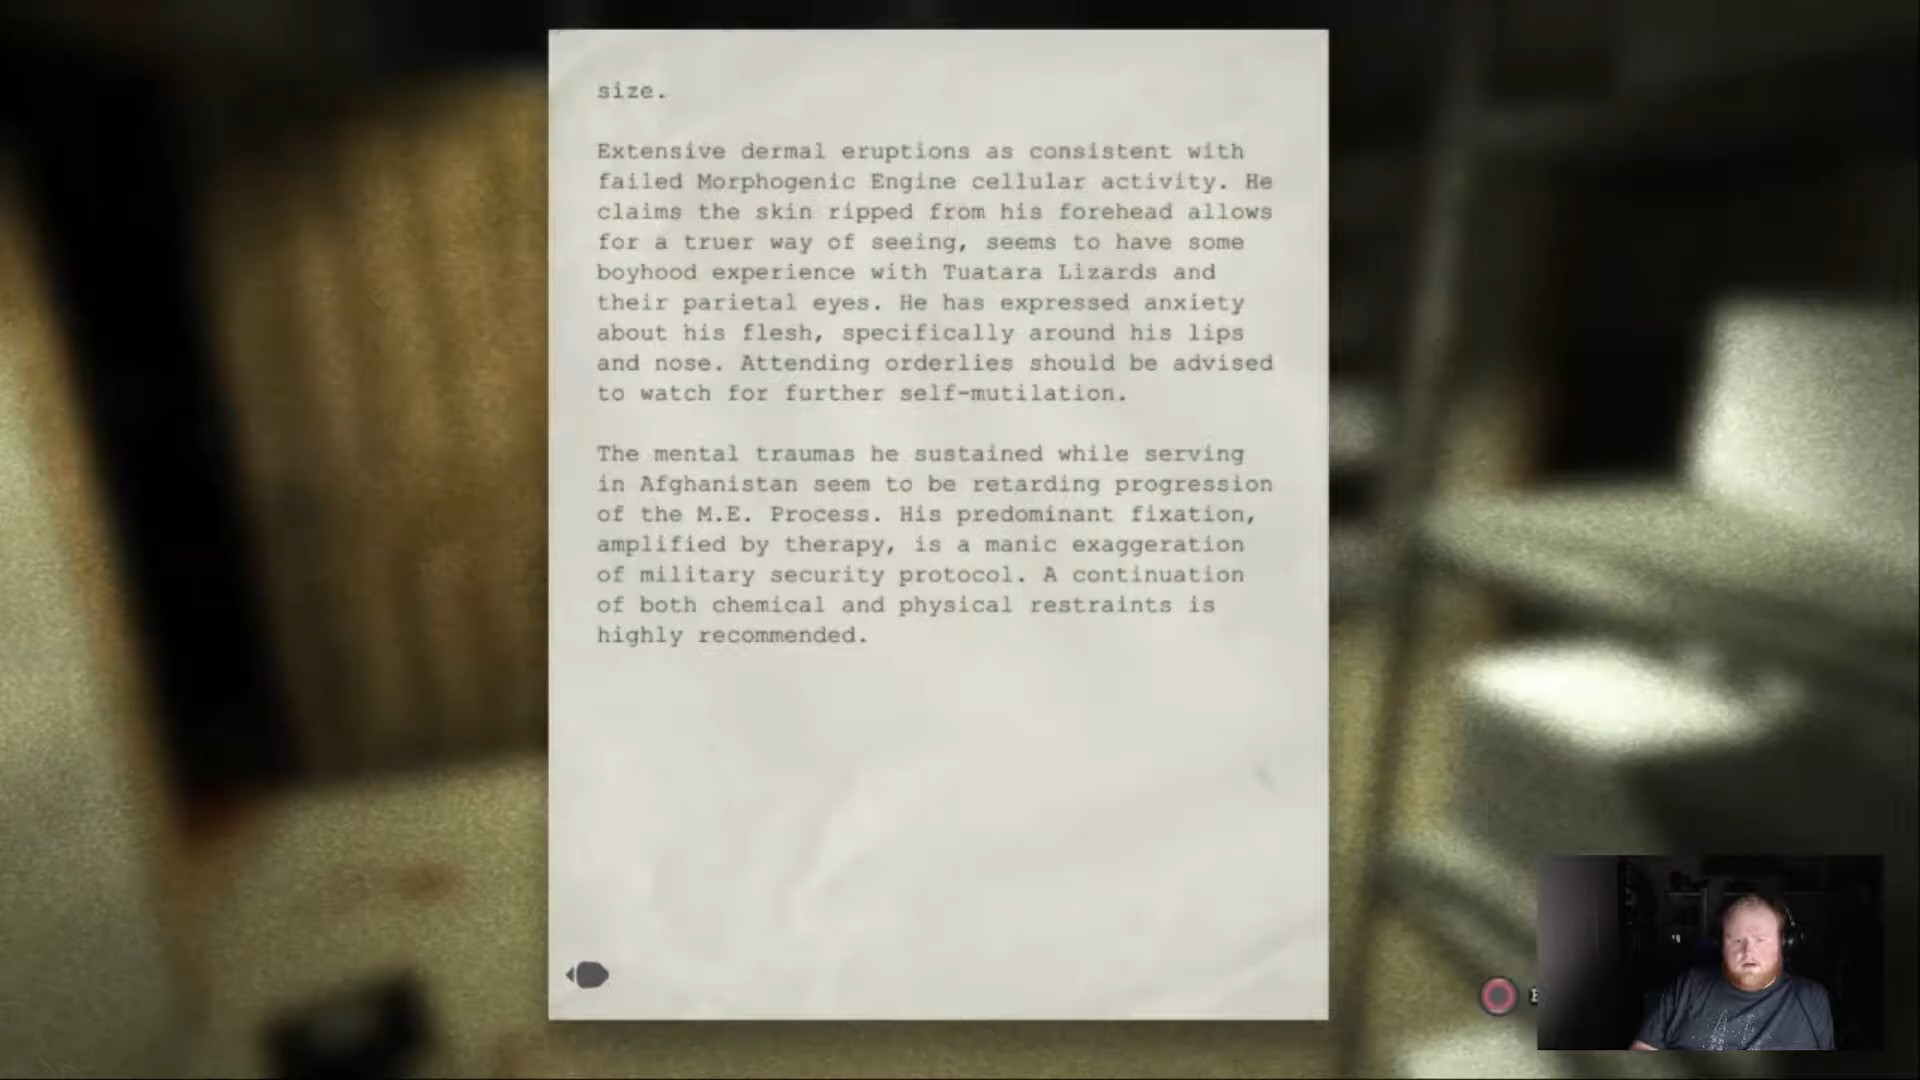 size.
Extensive dermal eruptions as consistent with
failed Morphogenic Engine cellular activity. He
claims the skin ripped from his forehead allows
for a truer way of seeing, seems to have some
boyhood experience with Tuatara Lizards and
their parietal eyes. He has expressed anxiety
about his flesh, specifically around his lips
and nose. Attending orderlies should be advised
to watch for further self-mutilation.
The mental traumas he sustained while serving
in Afghanistan seem to be retarding progression
of the M.E. Process. His predominant fixation,
amplified by therapy, is a manic exaggeration
of military security protocol. A continuation
of both chemical and physical restraints is
highly recommended.